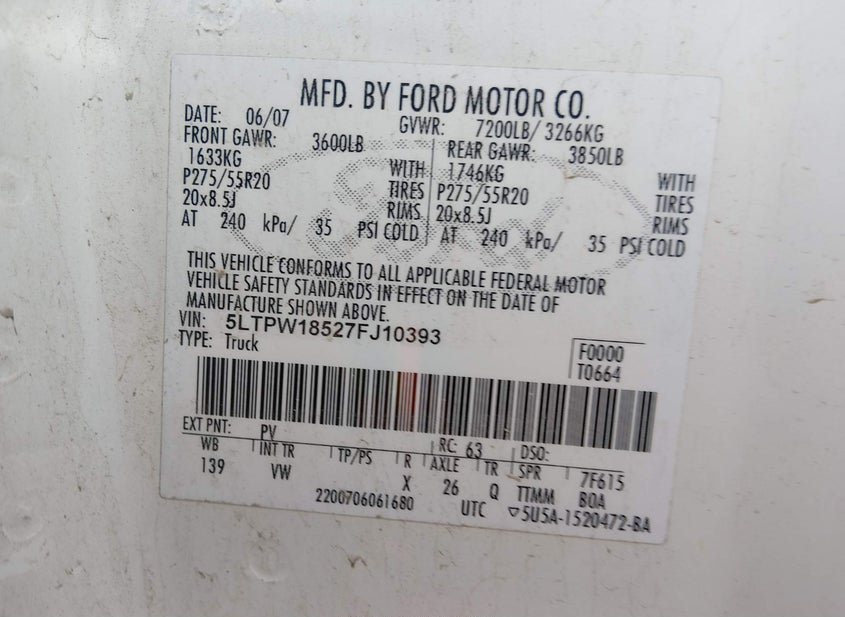 MFD. BY FORD MOTOR CO.
DATE: 06/07 GVWR: 7200LB/ 3266KG
FRONT GAWR: 3600LB REAR GAWR: 3850LB
1633KG WITH 1746KG WITH
P275/55R20 TIRES P275/55R20 TIRES
20x8.5J RIMS 20x8.5J RIMS
AT 240 kPa/ 35 PSI COLD AT 240 kPa/ 35 PSI COLD
THIS VEHICLE CONFORMS TO ALL APPLICABLE FEDERAL MOTOR
VEHICLE SAFETY STANDARDS IN EFFECT ON THE DATE OF
MANUFACTURE SHOWN ABOVE.
VIN: 5LTPW18527FJ10393
TYPE: Truck F0000
T0664
EXT PNT: PV RC: 63 DSO:
WB INT TR TP/PS R AXLE TR SPR 7F615
139 VW X 26 Q TTMM BOA
2200706061680 UTC ▽5U5A-1520472-BA